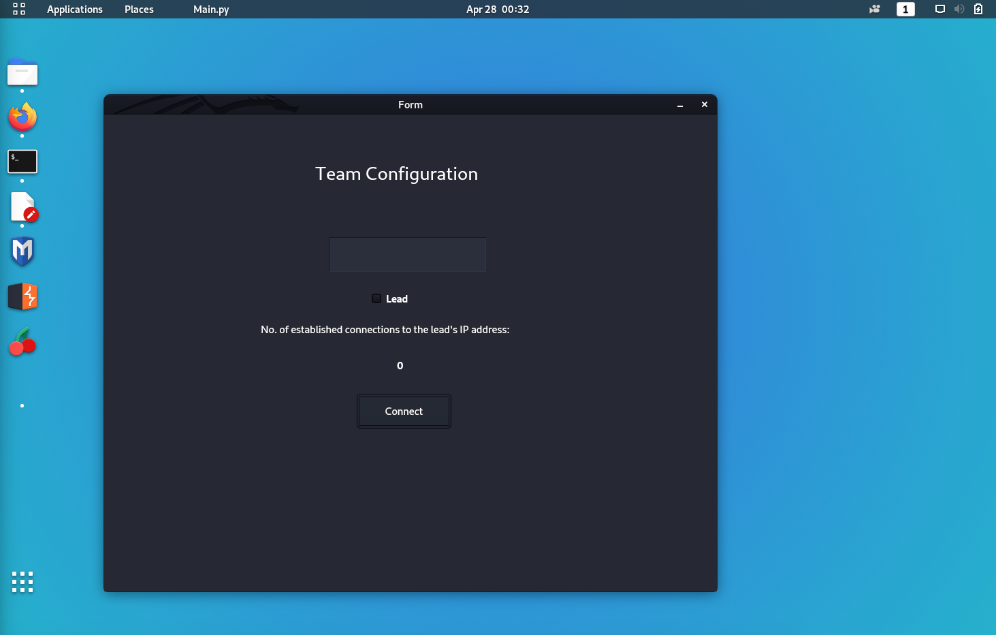 Applications Places Main.py Apr 28 00:32 1
Form
$_
Team Configuration
Lead
No. of established connections to the lead's IP address:
0
Connect